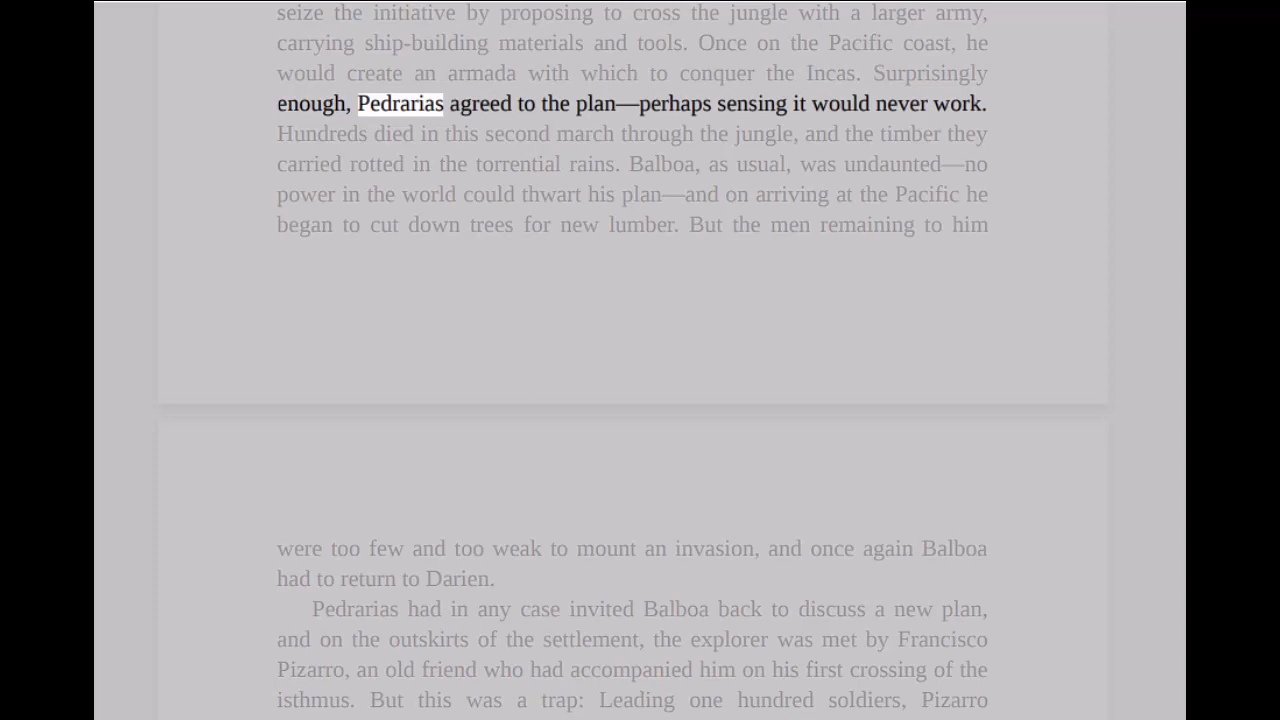 seize the initiative by proposing to cross the jungle with a larger army,
carrying ship-building materials and tools. Once on the Pacific coast, he
would create an armada with which to conquer the Incas. Surprisingly
enough, Pedrarias agreed to the plan—perhaps sensing it would never work.
Hundreds died in this second march through the jungle, and the timber they
carried rotted in the torrential rains. Balboa, as usual, was undaunted—no
power in the world could thwart his plan—and on arriving at the Pacific he
began to cut down trees for new lumber. But the men remaining to him
were too few and too weak to mount an invasion, and once again Balboa
had to return to Darien.
Pedrarias had in any case invited Balboa back to discuss a new plan,
and on the outskirts of the settlement, the explorer was met by Francisco
Pizarro, an old friend who had accompanied him on his first crossing of the
isthmus. But this was a trap: Leading one hundred soldiers, Pizarro